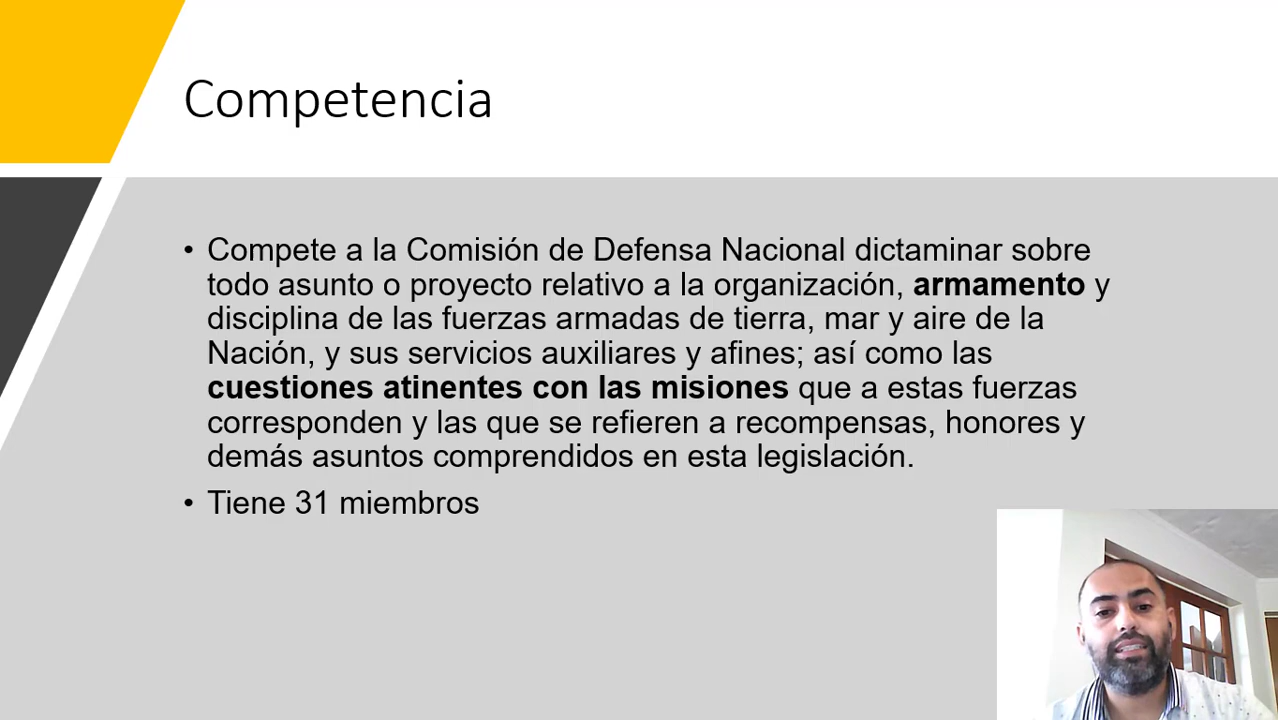 Competencia
• Compete a la Comisión de Defensa Nacional dictaminar sobre
todo asunto o proyecto relativo a la organización, armamento y
disciplina de las fuerzas armadas de tierra, mar y aire de la
Nación, y sus servicios auxiliares y afines; así como las
cuestiones atinentes con las misiones que a estas fuerzas
corresponden y las que se refieren a recompensas, honores y
demás asuntos comprendidos en esta legislación.
• Tiene 31 miembros